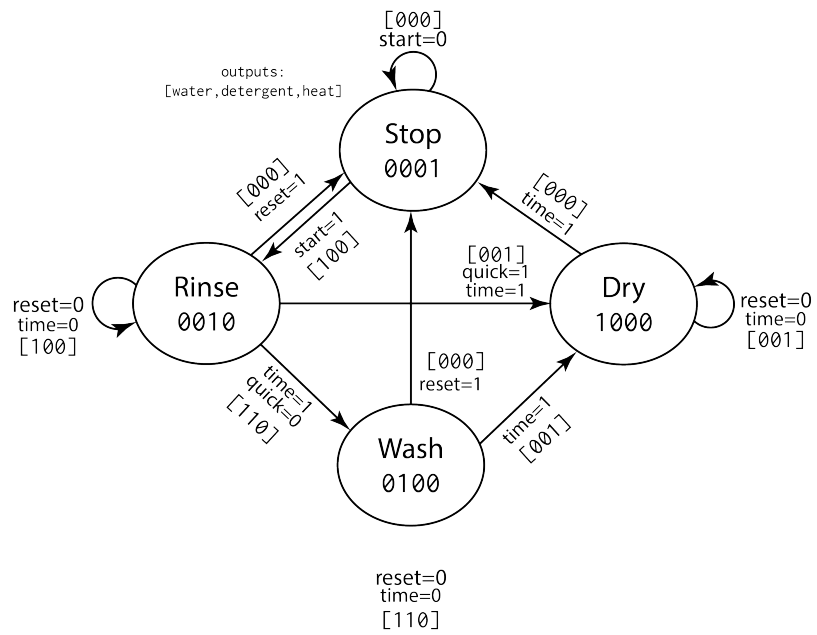 [000]
start=0
outputs:
[water,detergent,heat]
Stop
0001
[000]
reset=1
start=1
[100]
[000]
time=1
Rinse
0010
reset=0
time=0
[100]
[001]
quick=1
time=1
Dry
1000
reset=0
time=0
[001]
time=1
quick=0
[110]
[000]
reset=1
time=1
[001]
Wash
0100
reset=0
time=0
[110]